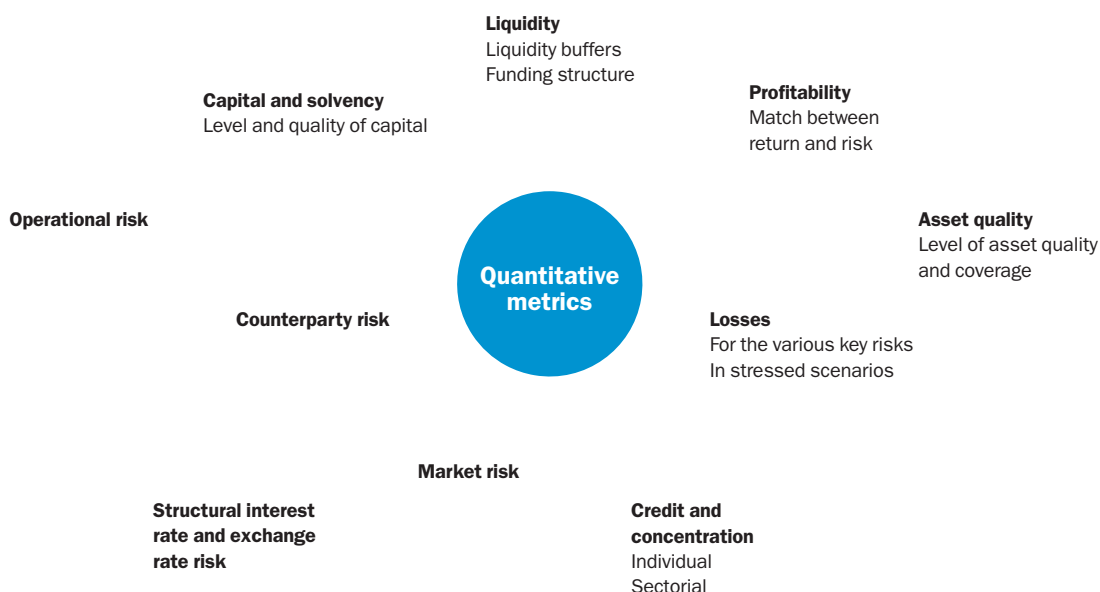 Liquidity
Liquidity buffers
Funding structure
Capital and solvency
Level and quality of capital
Profitability
Match between
return and risk
Operational risk
Asset quality
Level of asset quality
and coverage
Quantitative
metrics
Counterparty risk
Losses
For the various key risks
In stressed scenarios
Market risk
Structural interest
rate and exchange
rate risk
Credit and
concentration
Individual
Sectorial